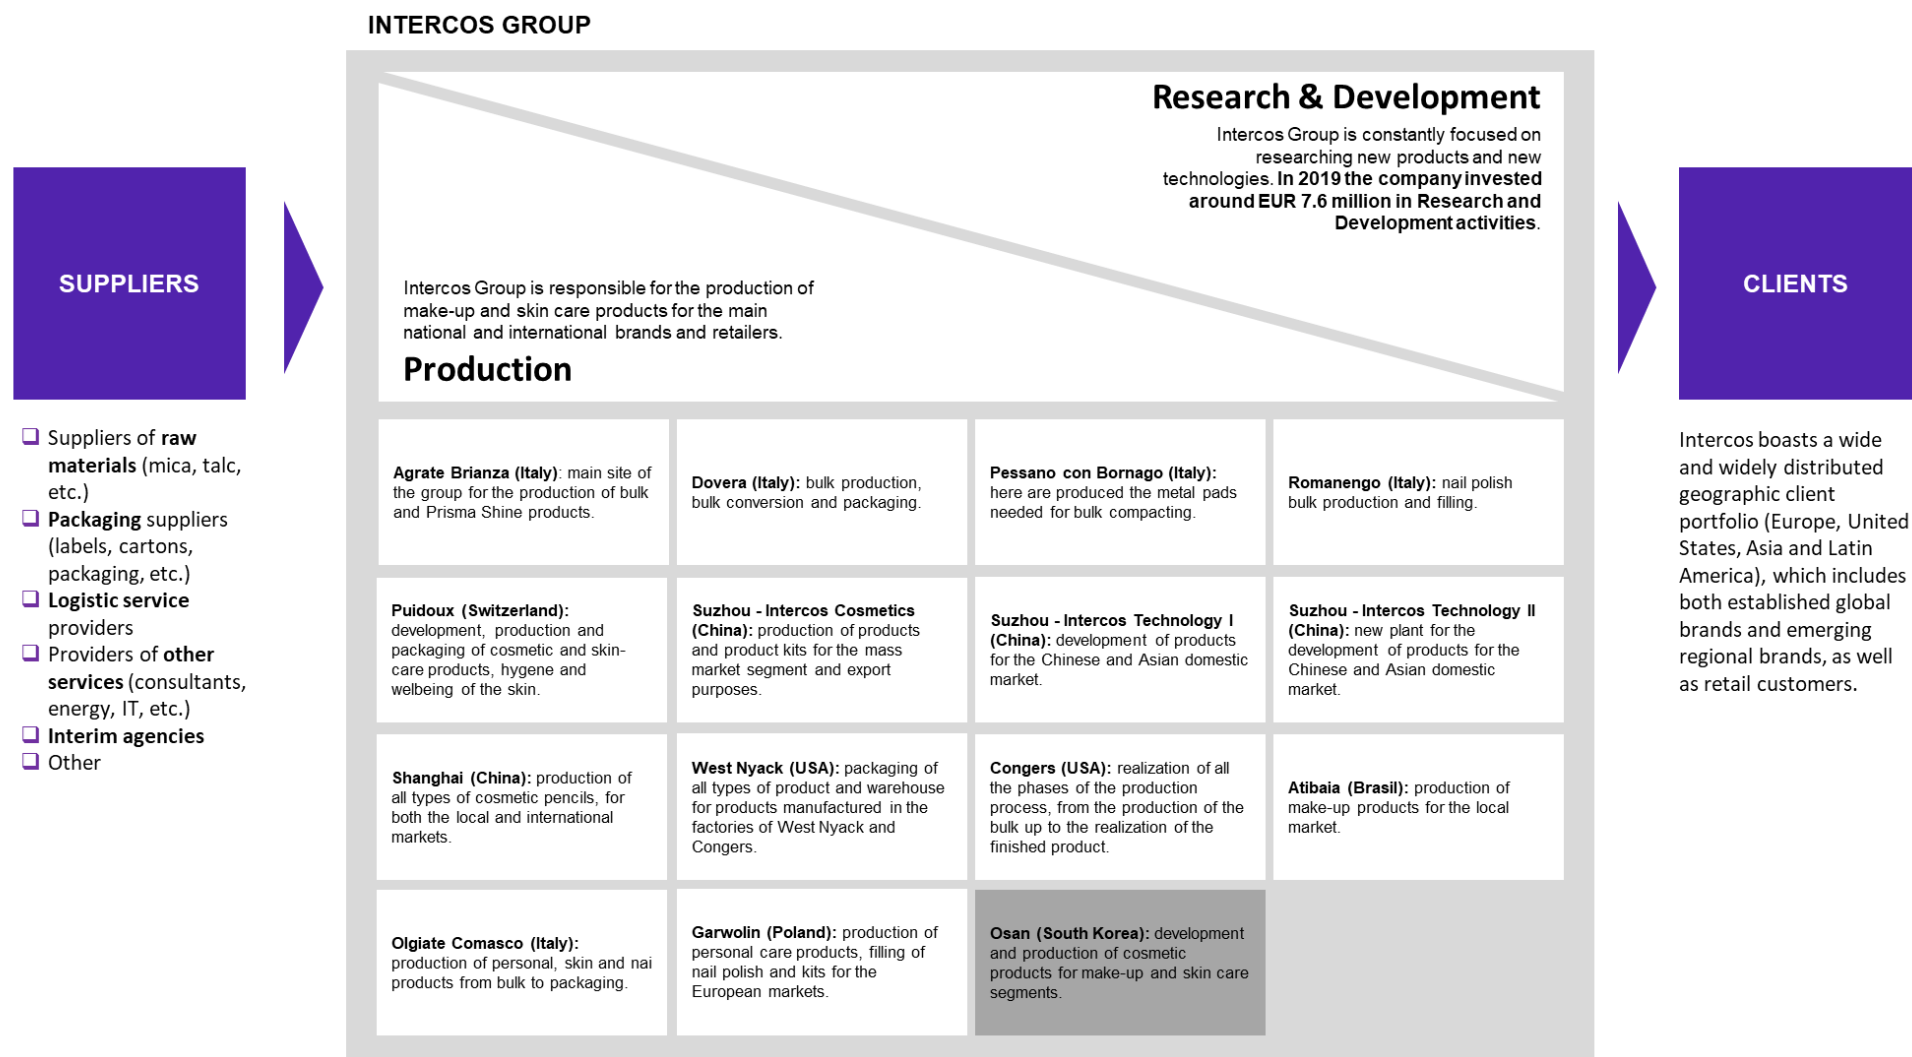 INTERCOS GROUP
Research & Development
Intercos Group is constantly focused on
researching new products and new
technologies. In 2019 the company invested
around EUR 7.6 million in Research and
Development activities.
Intercos Group is responsible for the production of
make-up and skin care products for the main
national and international brands and retailers.
Production
SUPPLIERS
❑ Suppliers of raw
materials (mica, talc,
etc.)
❑ Packaging suppliers
(labels, cartons,
packaging, etc.)
❑ Logistic service
providers
❑ Providers of other
services (consultants,
energy, IT, etc.)
❑ Interim agencies
❑ Other
Agrate Brianza (Italy): main site of
the group for the production of bulk
and Prisma Shine products.
Dovera (Italy): bulk production,
bulk conversion and packaging.
Pessano con Bornago (Italy):
here are produced the metal pads
needed for bulk compacting.
Romanengo (Italy): nail polish
bulk production and filling.
Puidoux (Switzerland):
development, production and
packaging of cosmetic and skin-
care products, hygene and
welbeing of the skin.
Suzhou - Intercos Cosmetics
(China): production of products
and product kits for the mass
market segment and export
purposes.
Suzhou - Intercos Technology I
(China): development of products
for the Chinese and Asian domestic
market.
Suzhou - Intercos Technology II
(China): new plant for the
development of products for the
Chinese and Asian domestic
market.
Shanghai (China): production of
all types of cosmetic pencils, for
both the local and international
markets.
West Nyack (USA): packaging of
all types of product and warehouse
for products manufactured in the
factories of West Nyack and
Congers.
Congers (USA): realization of all
the phases of the production
process, from the production of the
bulk up to the realization of the
finished product.
Atibaia (Brasil): production of
make-up products for the local
market.
Olgiate Comasco (Italy):
production of personal, skin and nai
products from bulk to packaging.
Garwolin (Poland): production of
personal care products, filling of
nail polish and kits for the
European markets.
Osan (South Korea): development
and production of cosmetic
products for make-up and skin care
segments.
CLIENTS
Intercos boasts a wide
and widely distributed
geographic client
portfolio (Europe, United
States, Asia and Latin
America), which includes
both established global
brands and emerging
regional brands, as well
as retail customers.